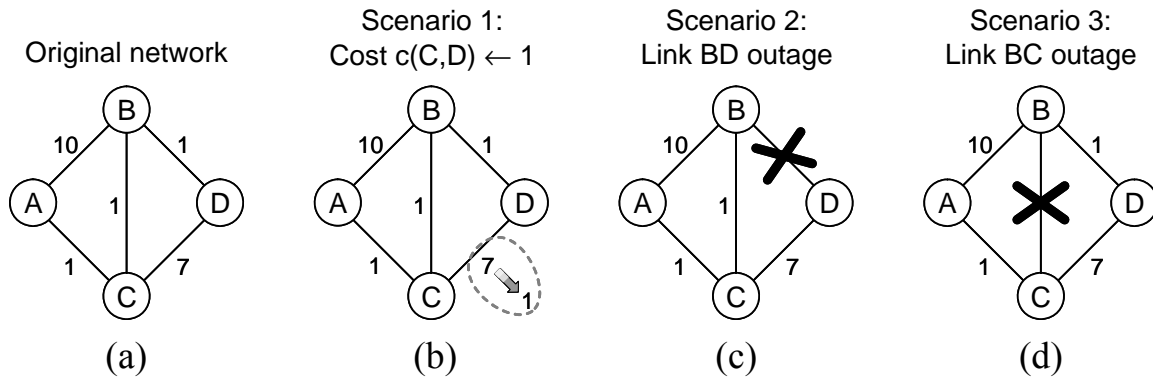 Original network
A
B
C
D
10
1
1
1
7
(a)
Scenario 1:
Cost c(C,D) ← 1
A
B
C
D
10
1
1
1
7
1
(b)
Scenario 2:
Link BD outage
A
B
C
D
10
1
1
7
(c)
Scenario 3:
Link BC outage
A
B
C
D
10
1
1
7
(d)